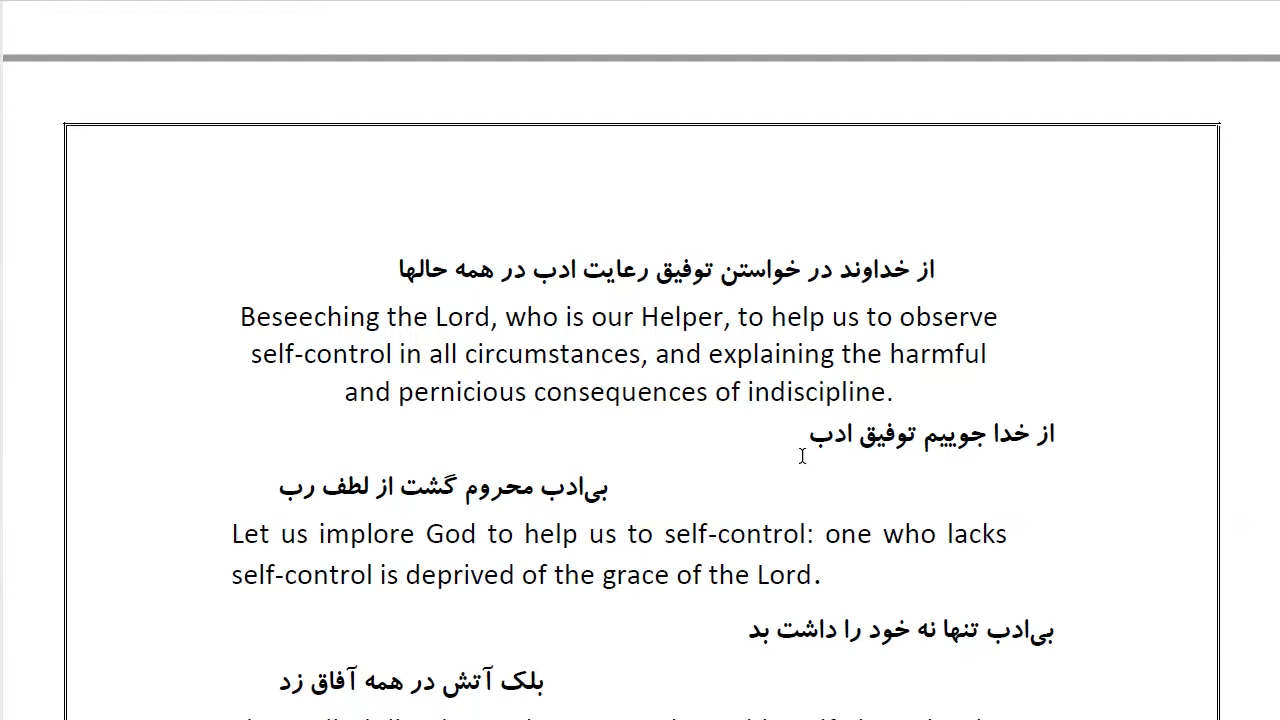 از خداوند در خواستن توفیق رعایت ادب در همه حالها
Beseeching the Lord, who is our Helper, to help us to observe
self-control in all circumstances, and explaining the harmful
and pernicious consequences of indiscipline.
از خدا جوییم توفیق ادب
بی‌ادب محروم گشت از لطف رب
Let us implore God to help us to self-control: one who lacks
self-control is deprived of the grace of the Lord.
بی‌ادب تنها نه خود را داشت بد
بلک آتش در همه آفاق زد